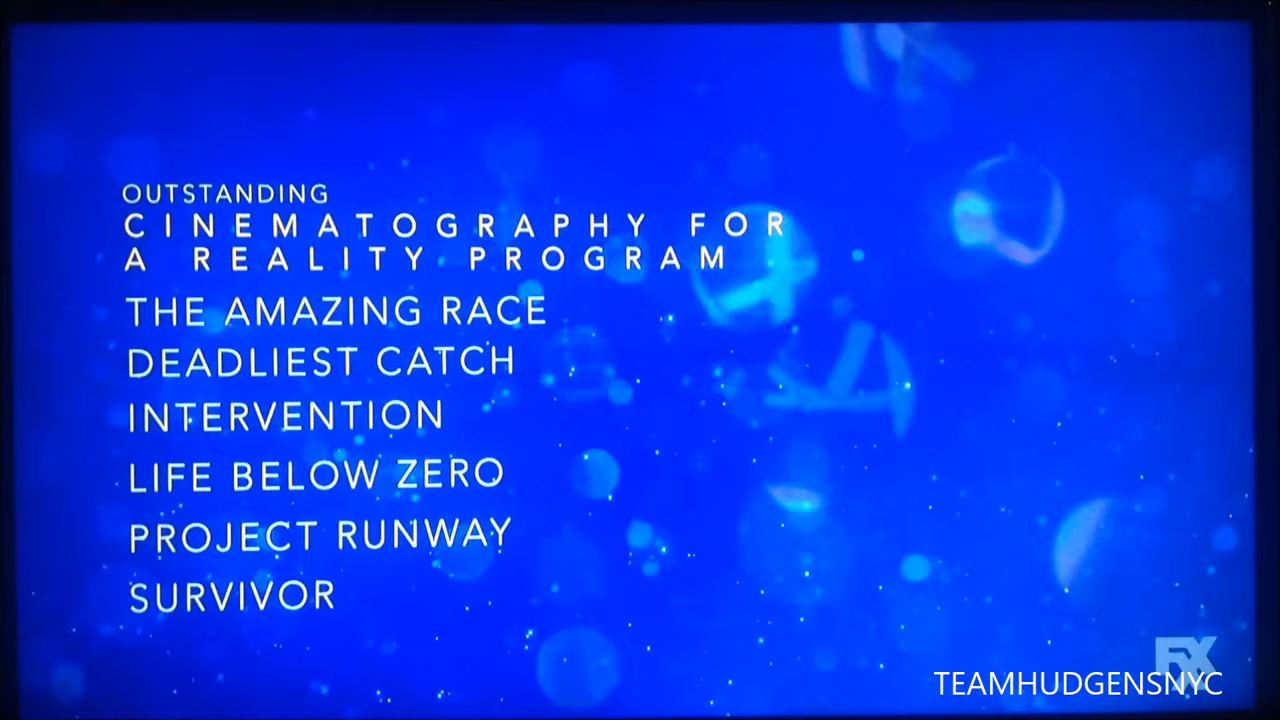 OUTSTANDING
CINEMATOGRAPHY FOR
A REALITY PROGRAM
THE AMAZING RACE
DEADLIEST CATCH
INTERVENTION
LIFE BELOW ZERO
PROJECT RUNWAY
SURVIVOR
FX
TEAMHUDGENSNYC